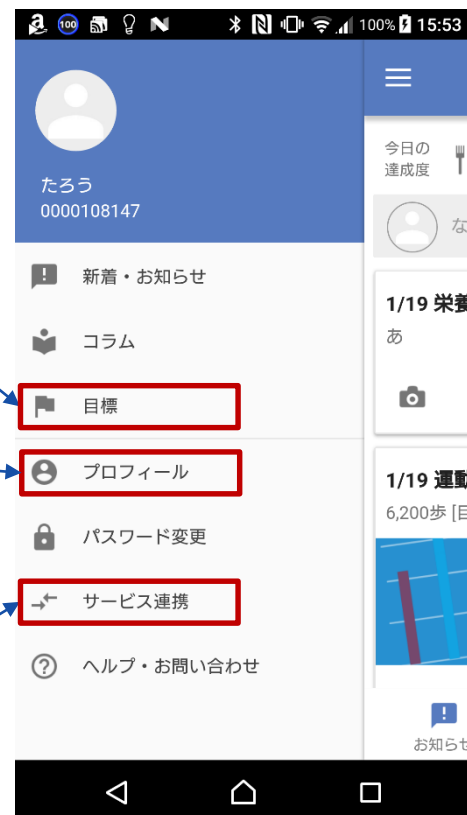 100
100% 15:53
たろう
0000108147
新着・お知らせ
コラム
目標
プロフィール
パスワード変更
サービス連携
ヘルプ・お問い合わせ
今日の
達成度
な
1/19 栄養
あ
1/19 運動
6,200歩 [目
お知らせ